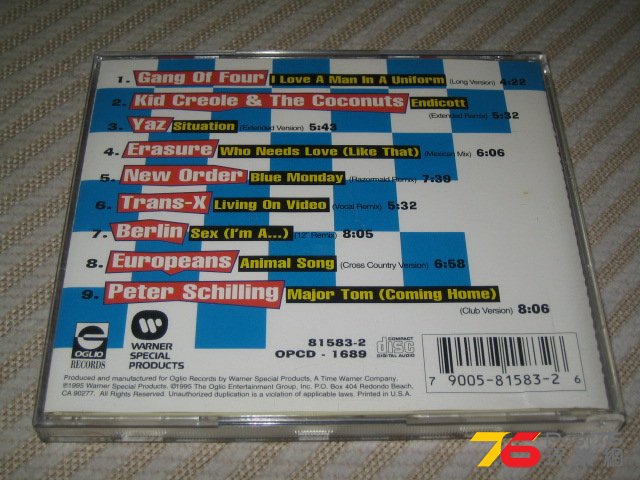 1. Gang Of Four I Love A Man In A Uniform (Long Version) 4:22
2. Kid Creole & The Coconuts Endicott
(Extended Remix) 5:32
3. Yaz Situation (Extended Version) 5:43
4. Erasure Who Needs Love (Like That) (Mexican Mix) 6:06
5. New Order Blue Monday (Razormaid Remix) 7:39
6. Trans-X Living On Video (Vocal Remix) 5:32
7. Berlin Sex (I'm A...) (12" Remix) 8:05
8. Europeans Animal Song (Cross Country Version) 6:58
9. Peter Schilling Major Tom (Coming Home)
(Club Version) 8:06
OGLIO
RECORDS
WARNER
SPECIAL
PRODUCTS
81583-2
OPCD - 1689
COMPACT
disc
DIGITAL AUDIO
7 90005-81583-2 6
Produced and manufactured for Oglio Records by Warner Special Products, A Time Warner Company.
℗1995 Warner Special Products. ©1995 The Oglio Entertainment Group, Inc. P.O. Box 404 Redondo Beach,
CA 90277. All Rights Reserved. Unauthorized duplication is a violation of applicable laws. Printed in U.S.A.
76